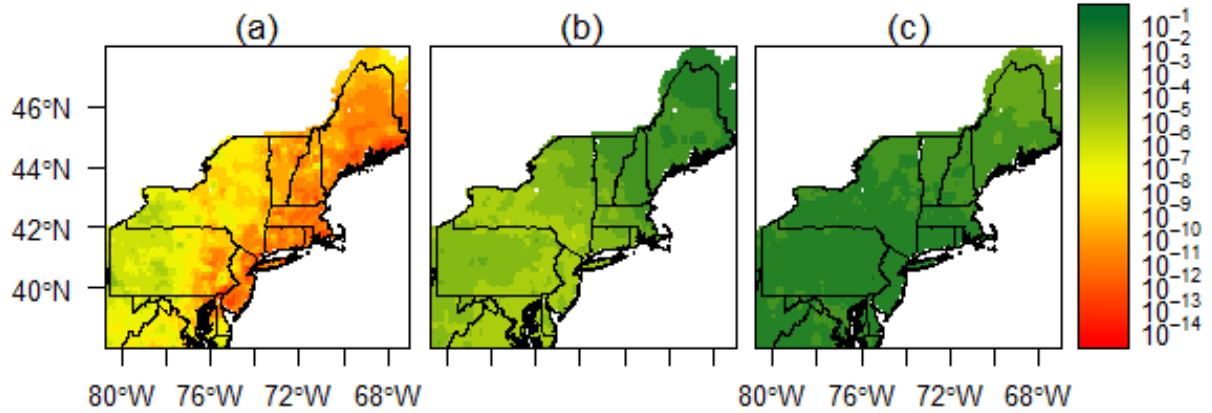 (a) (b) (c)
46°N
44°N
42°N
40°N
80°W 76°W 72°W 68°W 80°W 76°W 72°W 68°W
10⁻¹
10⁻²
10⁻³
10⁻⁴
10⁻⁵
10⁻⁶
10⁻⁷
10⁻⁸
10⁻⁹
10⁻¹⁰
10⁻¹¹
10⁻¹²
10⁻¹³
10⁻¹⁴